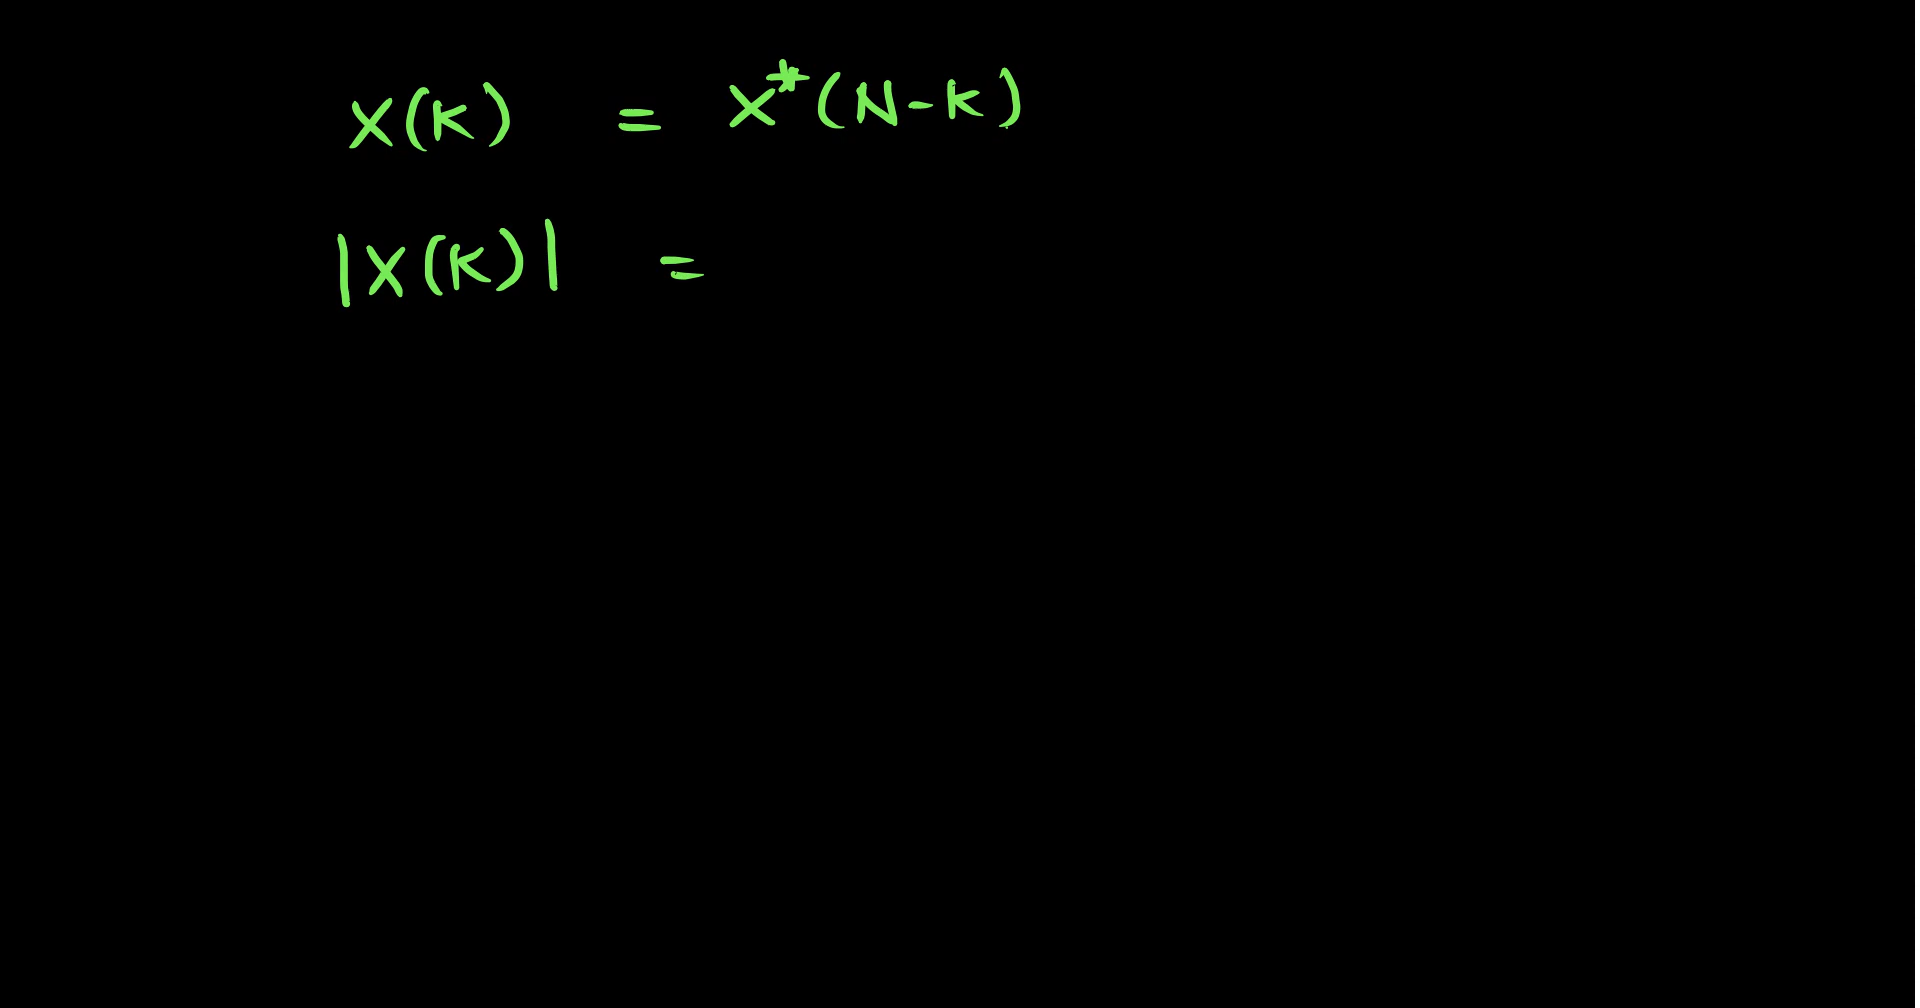 X(K) = X*(N-K)
|X(K)| =